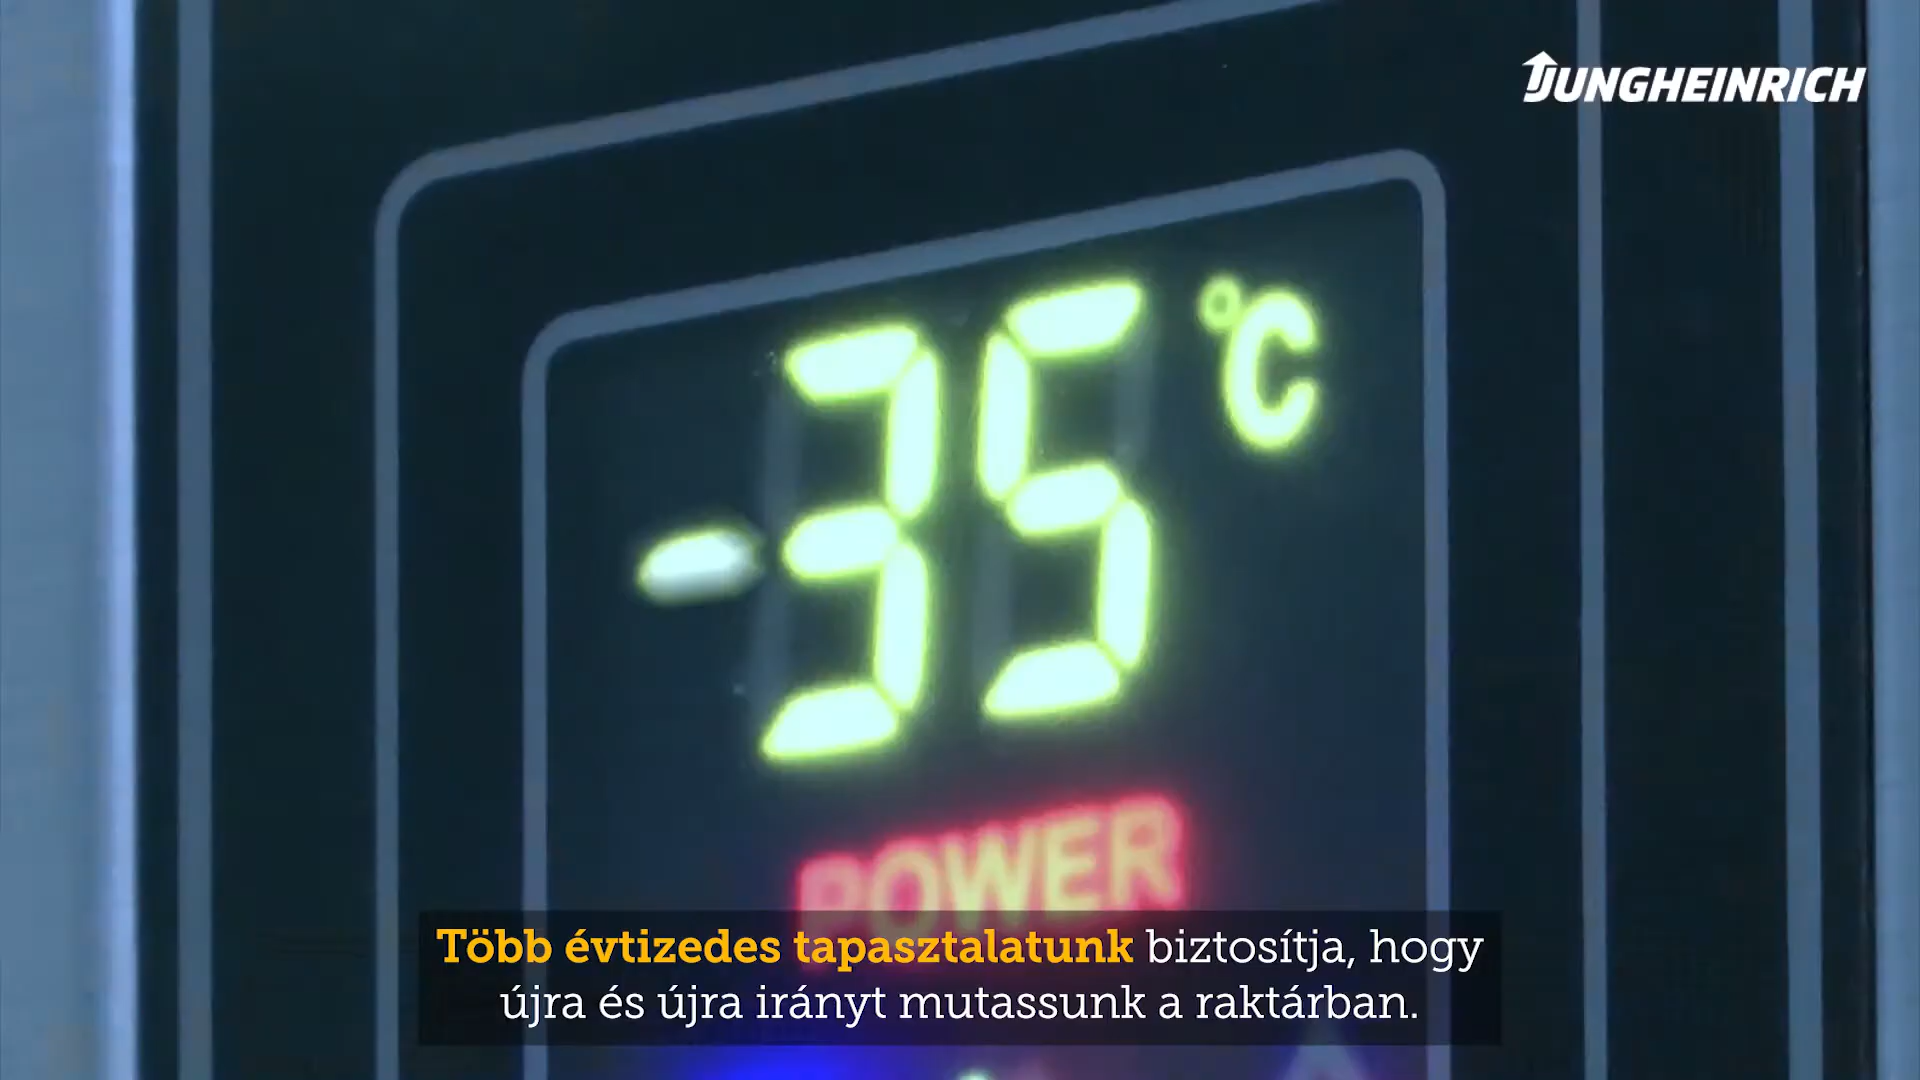 JUNGHEINRICH
-35 °C
POWER
Több évtizedes tapasztalatunk biztosítja, hogy
újra és újra irányt mutassunk a raktárban.